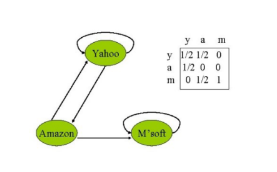 Yahoo
y a m
y 1/2 1/2 0
a 1/2 0 0
m 0 1/2 1
Amazon
M'soft